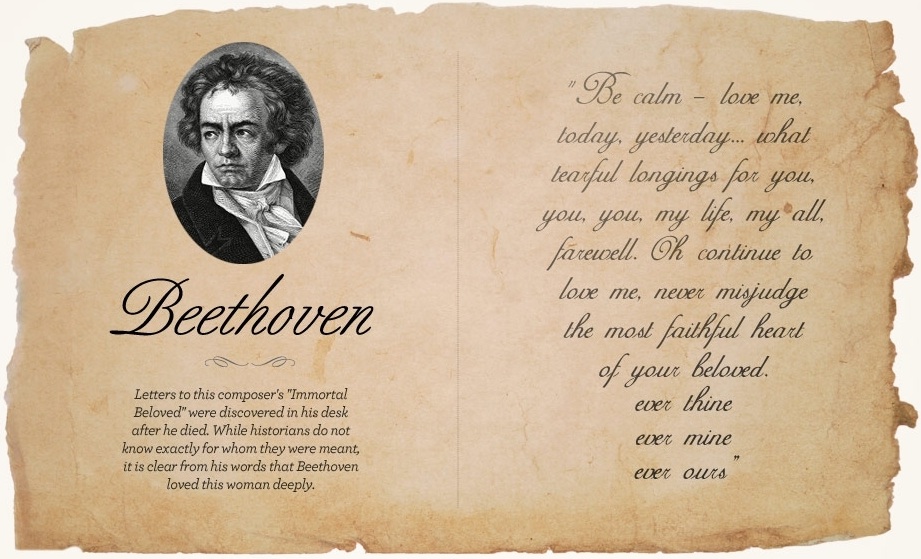 Beethoven
Letters to this composer's "Immortal
Beloved" were discovered in his desk
after he died. While historians do not
know exactly for whom they were meant,
it is clear from his words that Beethoven
loved this woman deeply.
"Be calm – love me,
today, yesterday... what
tearful longings for you,
you, you, my life, my all,
farewell. Oh continue to
love me, never misjudge
the most faithful heart
of your beloved.
ever thine
ever mine
ever ours"